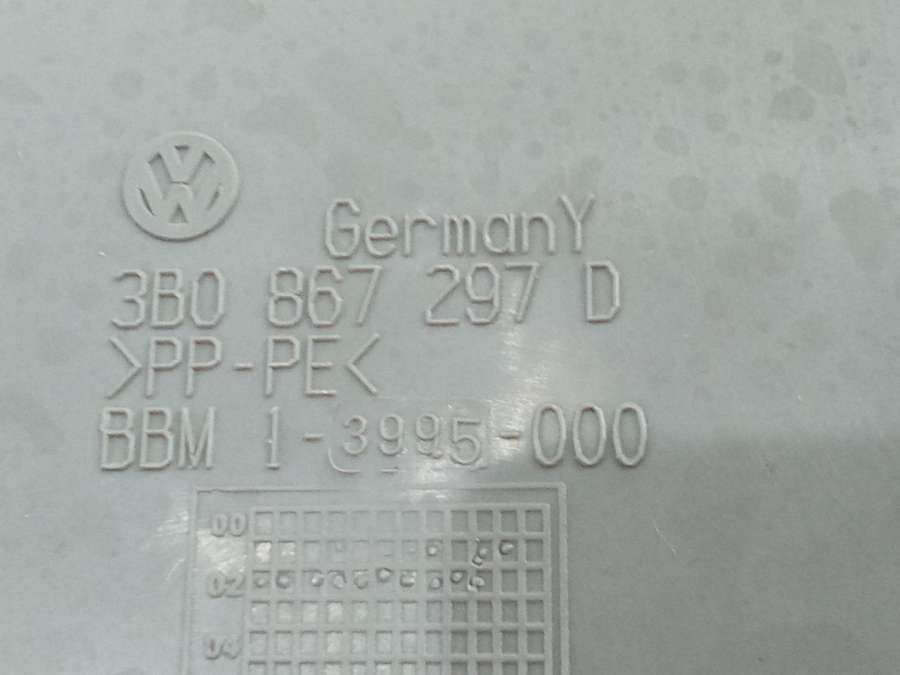 GermanY
3B0 867 297 D
>PP-PE<
BBM 1-3995-000
00
02
04